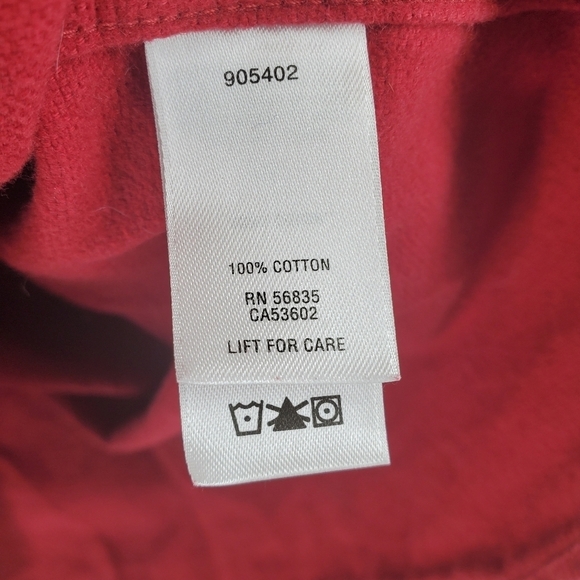 905402
100% COTTON
RN 56835
CA53602
LIFT FOR CARE